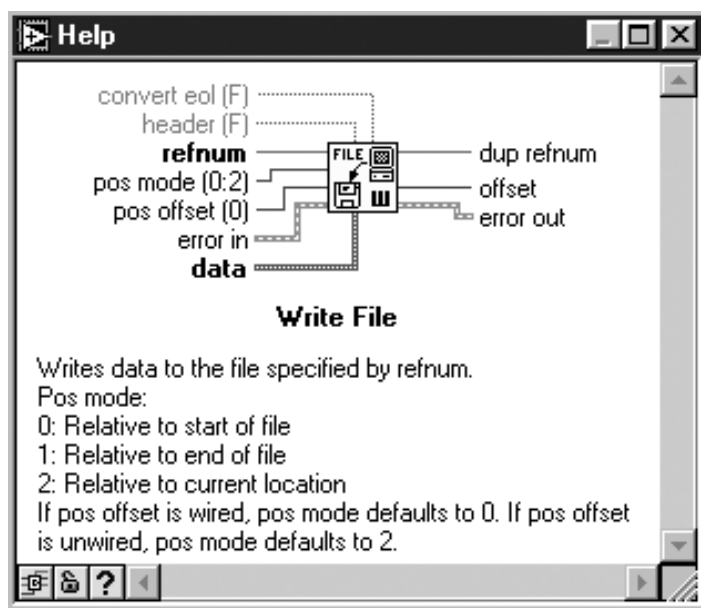 Help
convert eol (F)
header (F)
refnum
pos mode (0:2)
pos offset (0)
error in
data
FILE
dup refnum
offset
error out
Write File
Writes data to the file specified by refnum.
Pos mode:
0: Relative to start of file
1: Relative to end of file
2: Relative to current location
If pos offset is wired, pos mode defaults to 0. If pos offset
is unwired, pos mode defaults to 2.
?